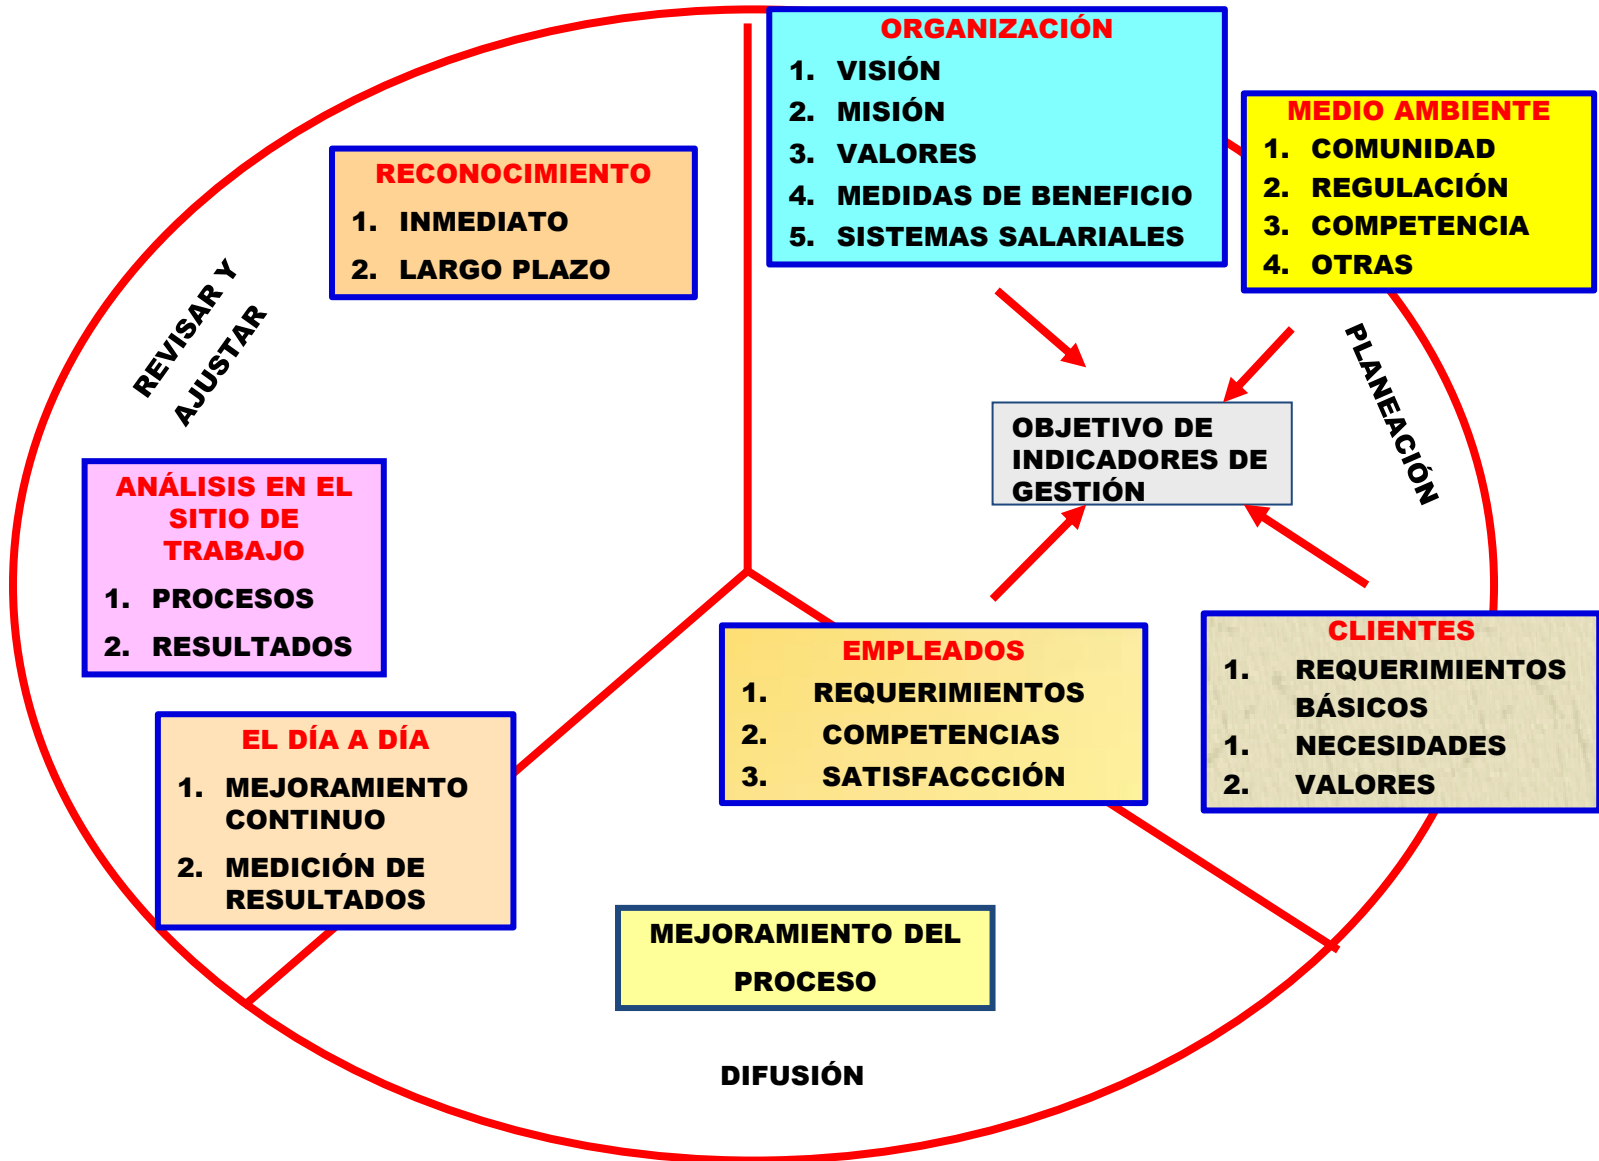 ORGANIZACIÓN
1. VISIÓN
2. MISIÓN
3. VALORES
4. MEDIDAS DE BENEFICIO
5. SISTEMAS SALARIALES
MEDIO AMBIENTE
1. COMUNIDAD
2. REGULACIÓN
3. COMPETENCIA
4. OTRAS
RECONOCIMIENTO
1. INMEDIATO
2. LARGO PLAZO
REVISAR Y
AJUSTAR
PLANEACIÓN
OBJETIVO DE
INDICADORES DE
GESTIÓN
ANÁLISIS EN EL
SITIO DE
TRABAJO
1. PROCESOS
2. RESULTADOS
EMPLEADOS
1. REQUERIMIENTOS
2. COMPETENCIAS
3. SATISFACCCIÓN
CLIENTES
1. REQUERIMIENTOS
BÁSICOS
1. NECESIDADES
2. VALORES
EL DÍA A DÍA
1. MEJORAMIENTO
CONTINUO
2. MEDICIÓN DE
RESULTADOS
MEJORAMIENTO DEL
PROCESO
DIFUSIÓN